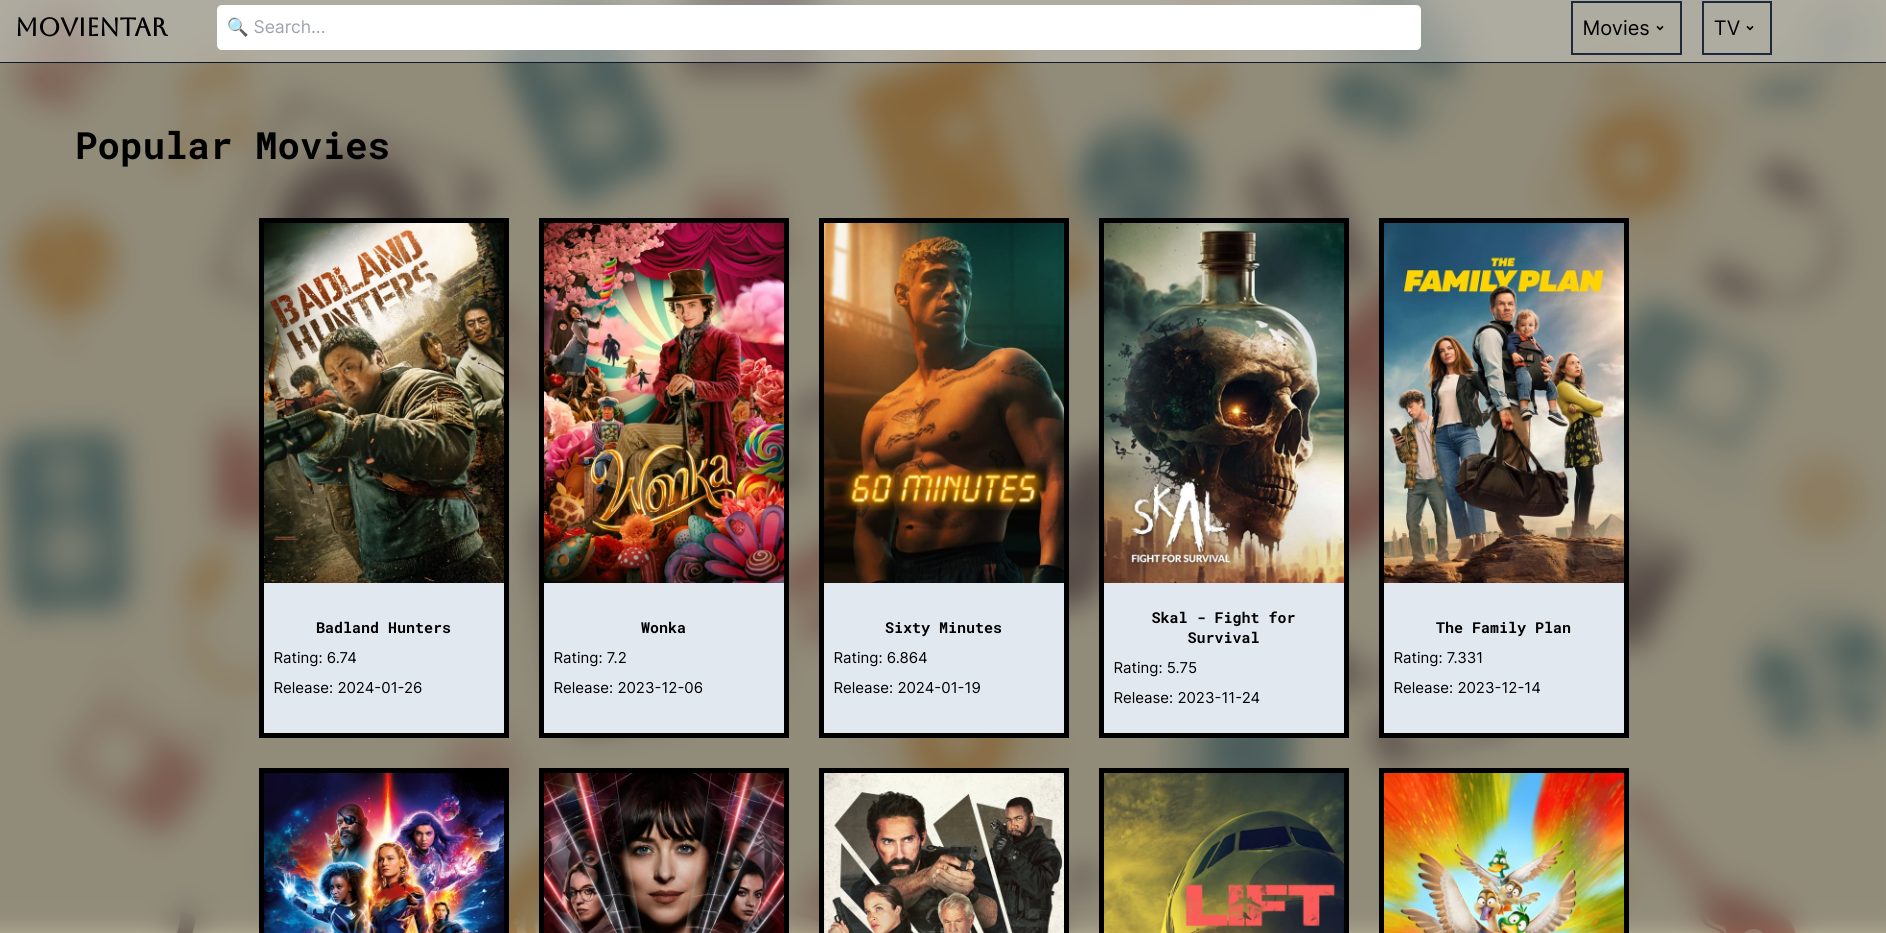 MOVIENTAR
🔍 Search...
Movies
TV
Popular Movies
BADLAND
HUNTERS
Wonka
60 MINUTES
SKAL
FIGHT FOR SURVIVAL
THE
FAMILY PLAN
Badland Hunters
Rating: 6.74
Release: 2024-01-26
Wonka
Rating: 7.2
Release: 2023-12-06
Sixty Minutes
Rating: 6.864
Release: 2024-01-19
Skal - Fight for
Survival
Rating: 5.75
Release: 2023-11-24
The Family Plan
Rating: 7.331
Release: 2023-12-14
LIFT